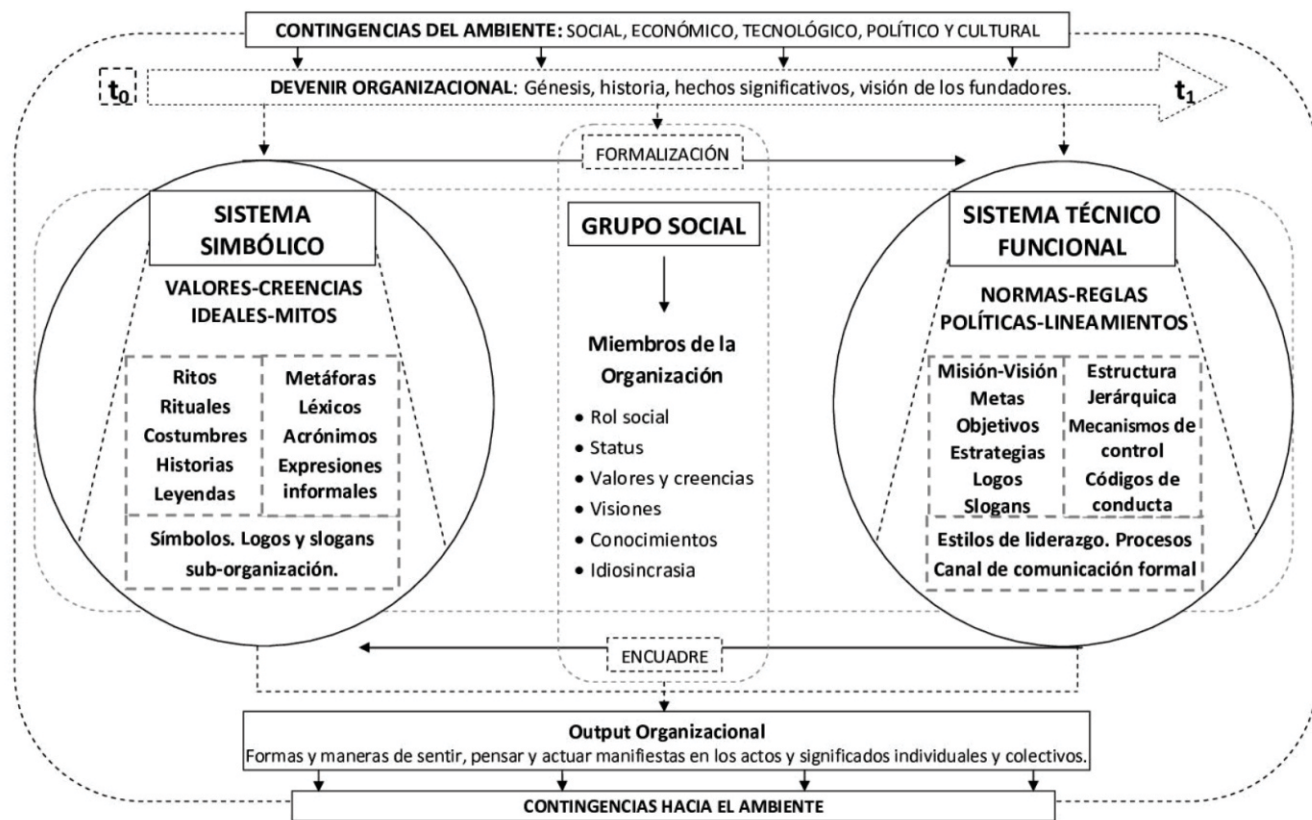 CONTINGENCIAS DEL AMBIENTE: SOCIAL, ECONÓMICO, TECNOLÓGICO, POLÍTICO Y CULTURAL
t0
DEVENIR ORGANIZACIONAL: Génesis, historia, hechos significativos, visión de los fundadores.
t1
FORMALIZACIÓN
SISTEMA
SIMBÓLICO
VALORES-CREENCIAS
IDEALES-MITOS
Ritos
Rituales
Costumbres
Historias
Leyendas
Metáforas
Léxicos
Acrónimos
Expresiones
informales
Símbolos. Logos y slogans
sub-organización.
GRUPO SOCIAL
Miembros de la
Organización
• Rol social
• Status
• Valores y creencias
• Visiones
• Conocimientos
• Idiosincrasia
SISTEMA TÉCNICO
FUNCIONAL
NORMAS-REGLAS
POLÍTICAS-LINEAMIENTOS
Misión-Visión
Metas
Objetivos
Estrategias
Logos
Slogans
Estructura
Jerárquica
Mecanismos de
control
Códigos de
conducta
Estilos de liderazgo. Procesos
Canal de comunicación formal
ENCUADRE
Output Organizacional
Formas y maneras de sentir, pensar y actuar manifiestas en los actos y significados individuales y colectivos.
CONTINGENCIAS HACIA EL AMBIENTE